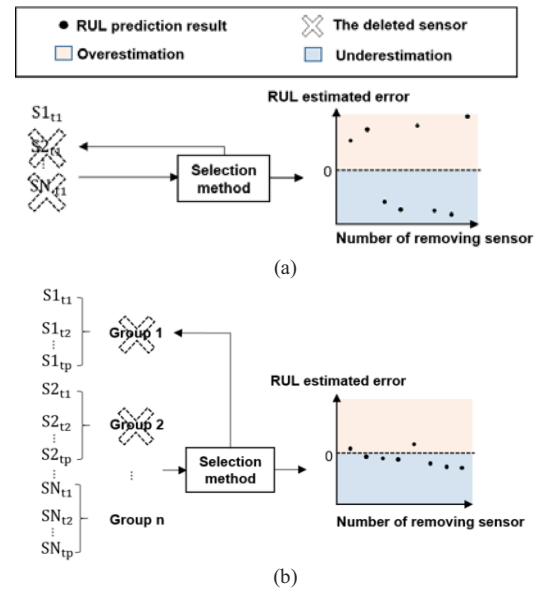 RUL prediction result
The deleted sensor
Overestimation
Underestimation
S1t1
S2t1
⋮
SNt1
Selection
method
RUL estimated error
0
Number of removing sensor
(a)
S1t1
S1t2
⋮
S1tp
Group 1
S2t1
S2t2
⋮
S2tp
Group 2
⋮
⋮
SNt1
SNt2
⋮
SNtp
Group n
Selection
method
RUL estimated error
0
Number of removing sensor
(b)